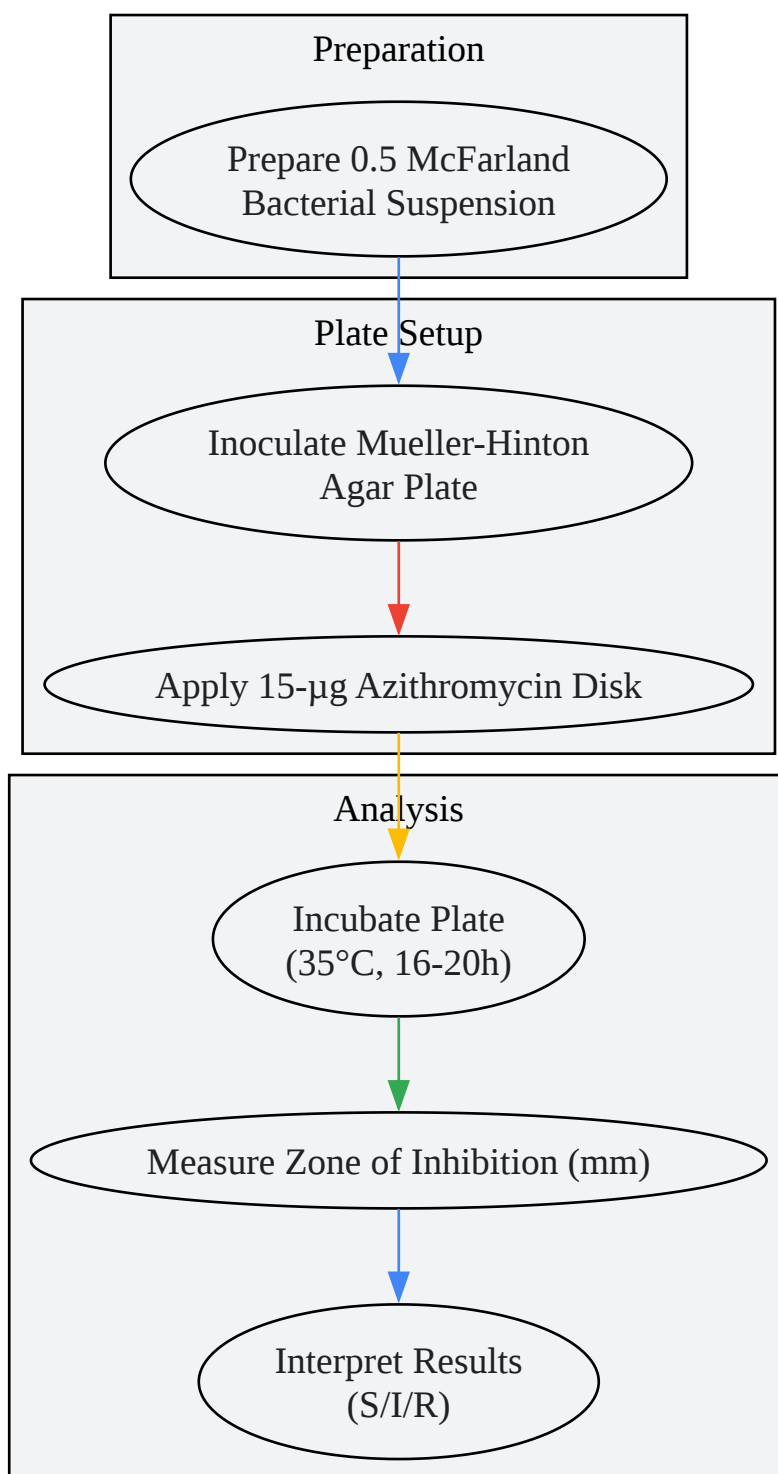 Preparation
Prepare 0.5 McFarland
Bacterial Suspension
Plate Setup
Inoculate Mueller-Hinton
Agar Plate
Apply 15-µg Azithromycin Disk
Analysis
Incubate Plate
(35°C, 16-20h)
Measure Zone of Inhibition (mm)
Interpret Results
(S/I/R)